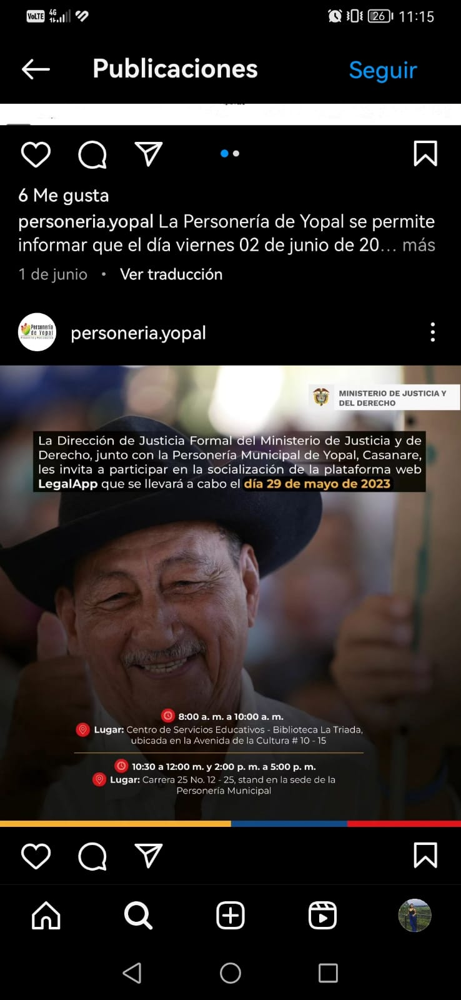 VoLTE 4G 26 11:15
Publicaciones Seguir
6 Me gusta
personeria.yopal La Personería de Yopal se permite
informar que el día viernes 02 de junio de 20... más
1 de junio • Ver traducción
Personería
de Yopal
personeria.yopal
MINISTERIO DE JUSTICIA Y
DEL DERECHO
La Dirección de Justicia Formal del Ministerio de Justicia y de
Derecho, junto con la Personería Municipal de Yopal, Casanare,
les invita a participar en la socialización de la plataforma web
LegalApp que se llevará a cabo el día 29 de mayo de 2023
8:00 a. m. a 10:00 a. m.
Lugar: Centro de Servicios Educativos - Biblioteca La Triada,
ubicada en la Avenida de la Cultura # 10 - 15
10:30 a 12:00 m. y 2:00 p. m. a 5:00 p. m.
Lugar: Carrera 25 No. 12 - 25, stand en la sede de la
Personería Municipal